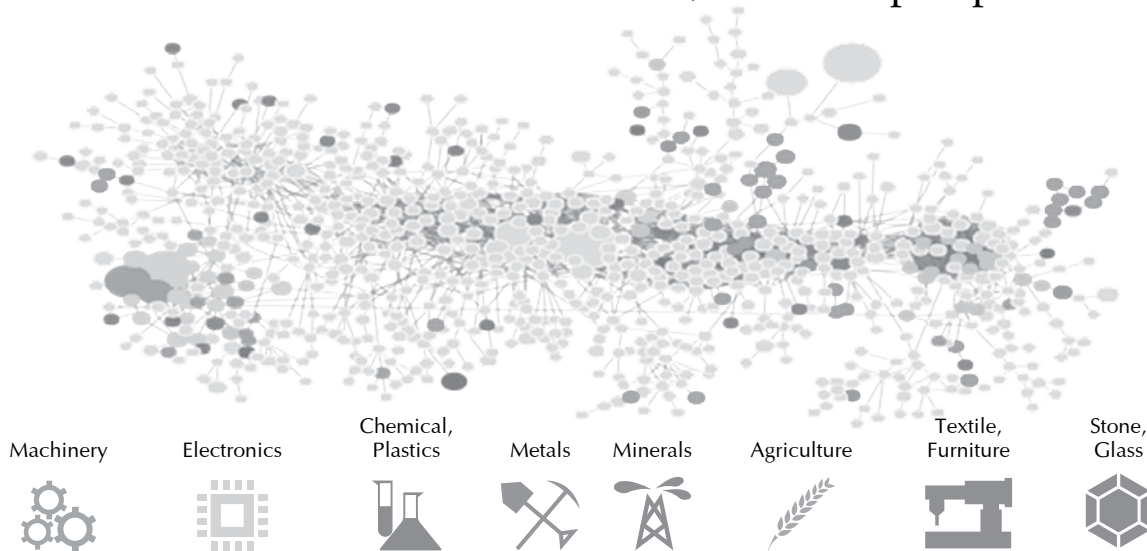 Machinery
Electronics
Chemical,
Plastics
Metals
Minerals
Agriculture
Textile,
Furniture
Stone,
Glass